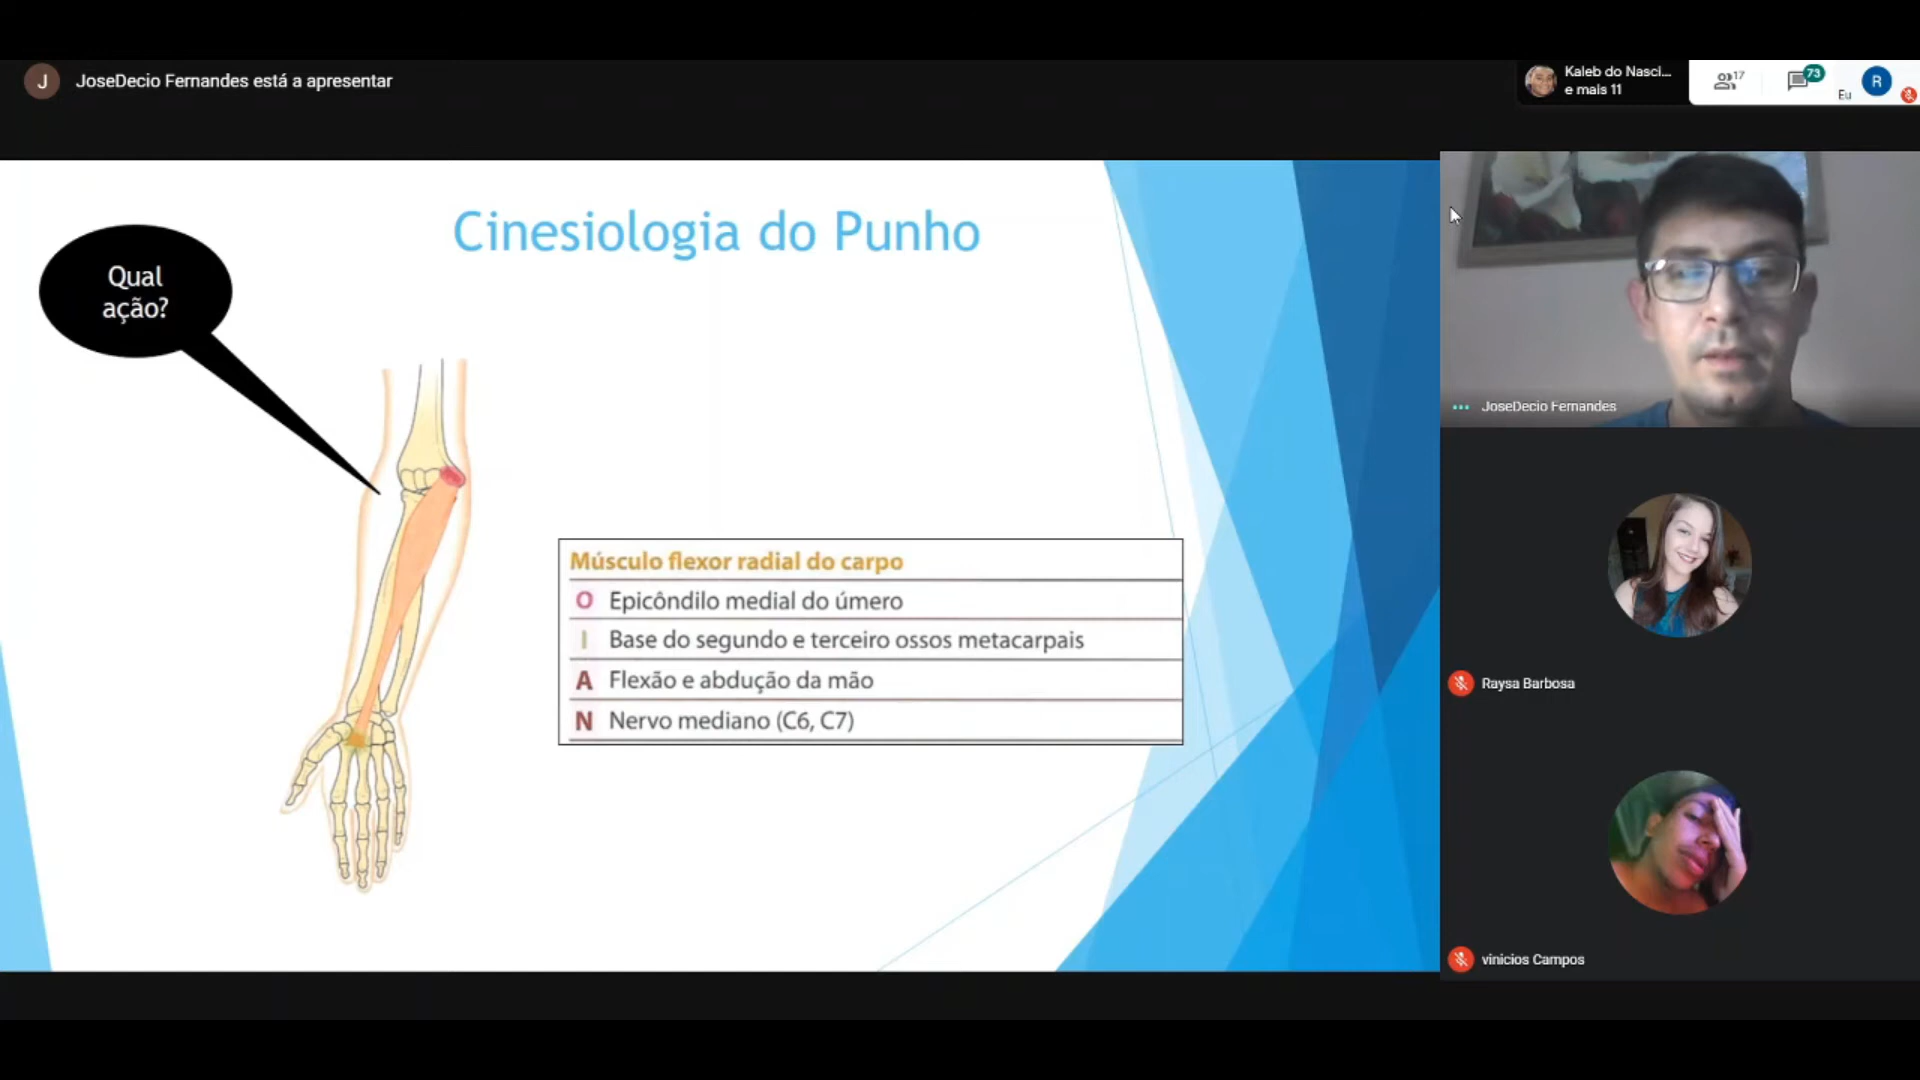 J JoseDecio Fernandes está a apresentar
Kaleb do Nasci...
e mais 11
17
73
Eu
R
Cinesiologia do Punho
Qual
ação?
Músculo flexor radial do carpo
O Epicôndilo medial do úmero
I Base do segundo e terceiro ossos metacarpais
A Flexão e abdução da mão
N Nervo mediano (C6, C7)
JoseDecio Fernandes
Raysa Barbosa
vinicios Campos